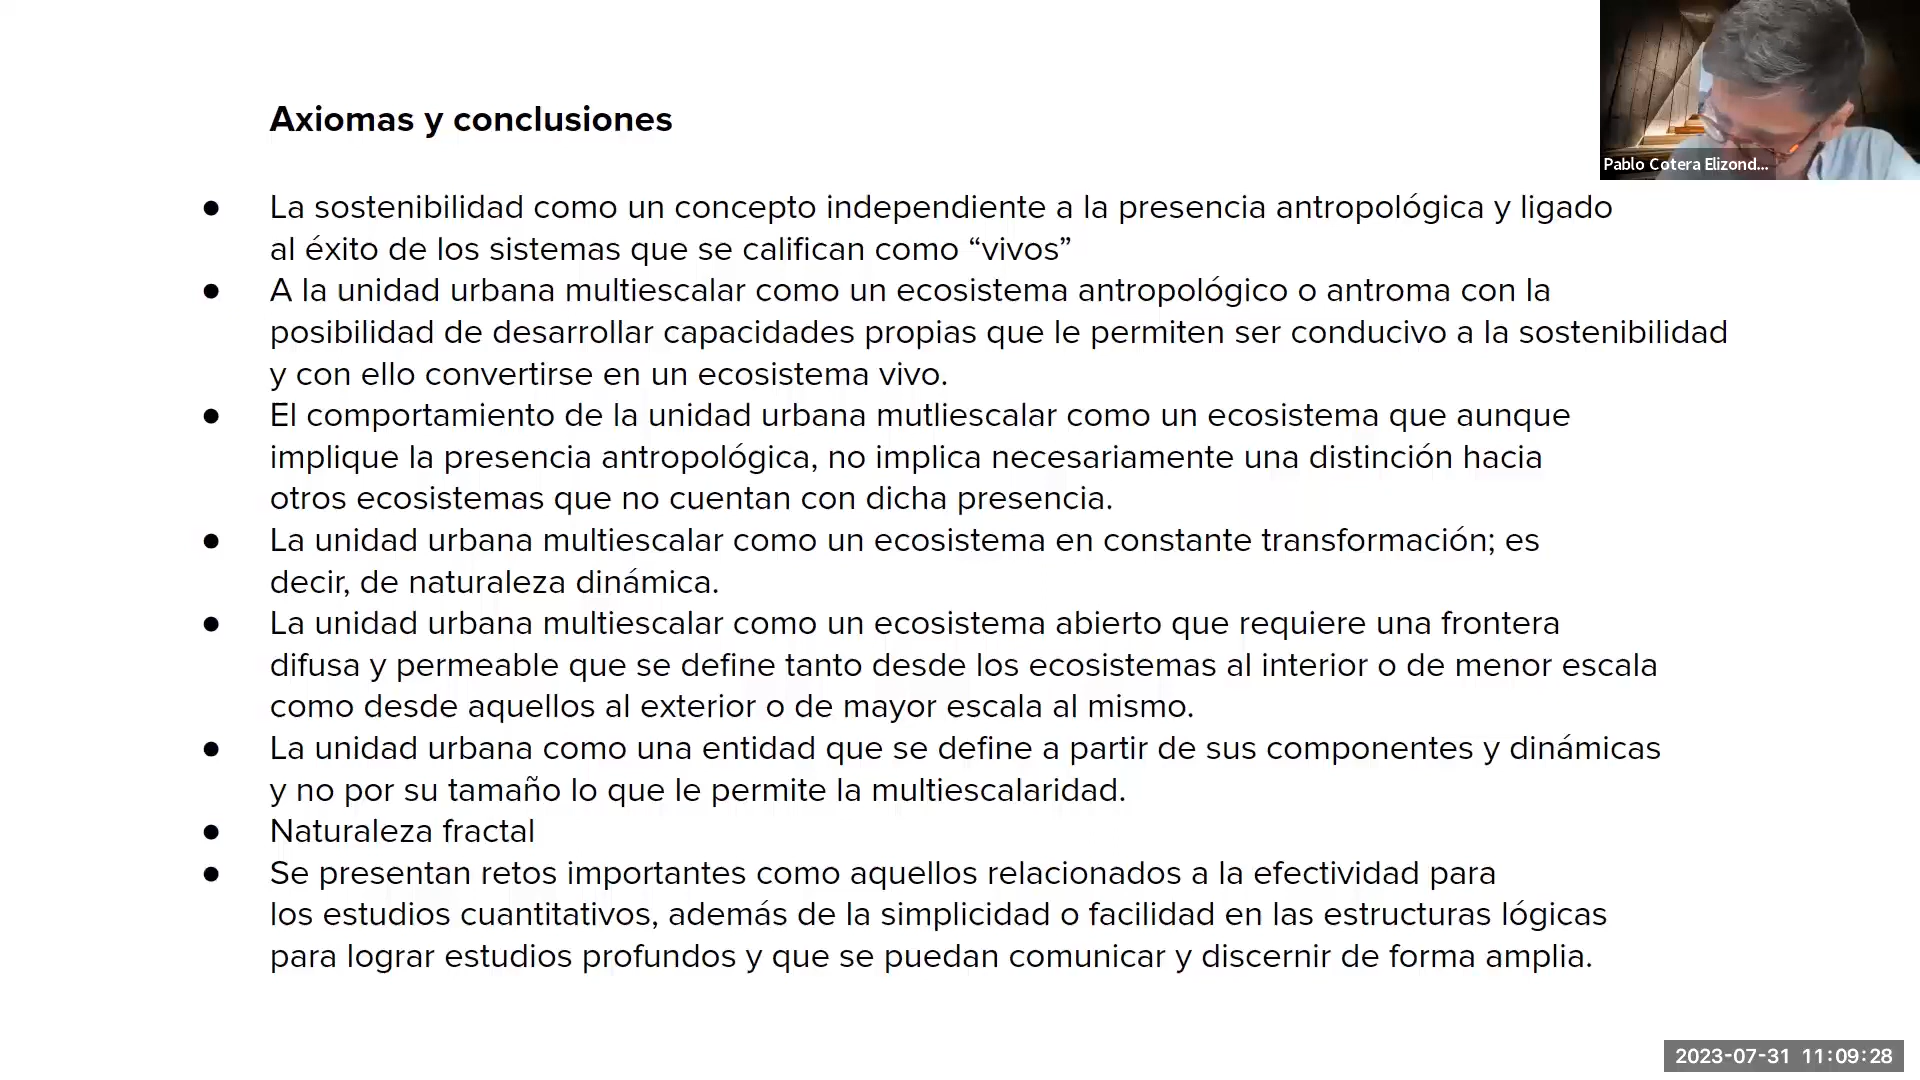 Axiomas y conclusiones
Pablo Cotera Elizond...
● La sostenibilidad como un concepto independiente a la presencia antropológica y ligado
al éxito de los sistemas que se califican como “vivos”
● A la unidad urbana multiescalar como un ecosistema antropológico o antroma con la
posibilidad de desarrollar capacidades propias que le permiten ser conducivo a la sostenibilidad
y con ello convertirse en un ecosistema vivo.
● El comportamiento de la unidad urbana mutliescalar como un ecosistema que aunque
implique la presencia antropológica, no implica necesariamente una distinción hacia
otros ecosistemas que no cuentan con dicha presencia.
● La unidad urbana multiescalar como un ecosistema en constante transformación; es
decir, de naturaleza dinámica.
● La unidad urbana multiescalar como un ecosistema abierto que requiere una frontera
difusa y permeable que se define tanto desde los ecosistemas al interior o de menor escala
como desde aquellos al exterior o de mayor escala al mismo.
● La unidad urbana como una entidad que se define a partir de sus componentes y dinámicas
y no por su tamaño lo que le permite la multiescalaridad.
● Naturaleza fractal
● Se presentan retos importantes como aquellos relacionados a la efectividad para
los estudios cuantitativos, además de la simplicidad o facilidad en las estructuras lógicas
para lograr estudios profundos y que se puedan comunicar y discernir de forma amplia.
2023-07-31 11:09:28